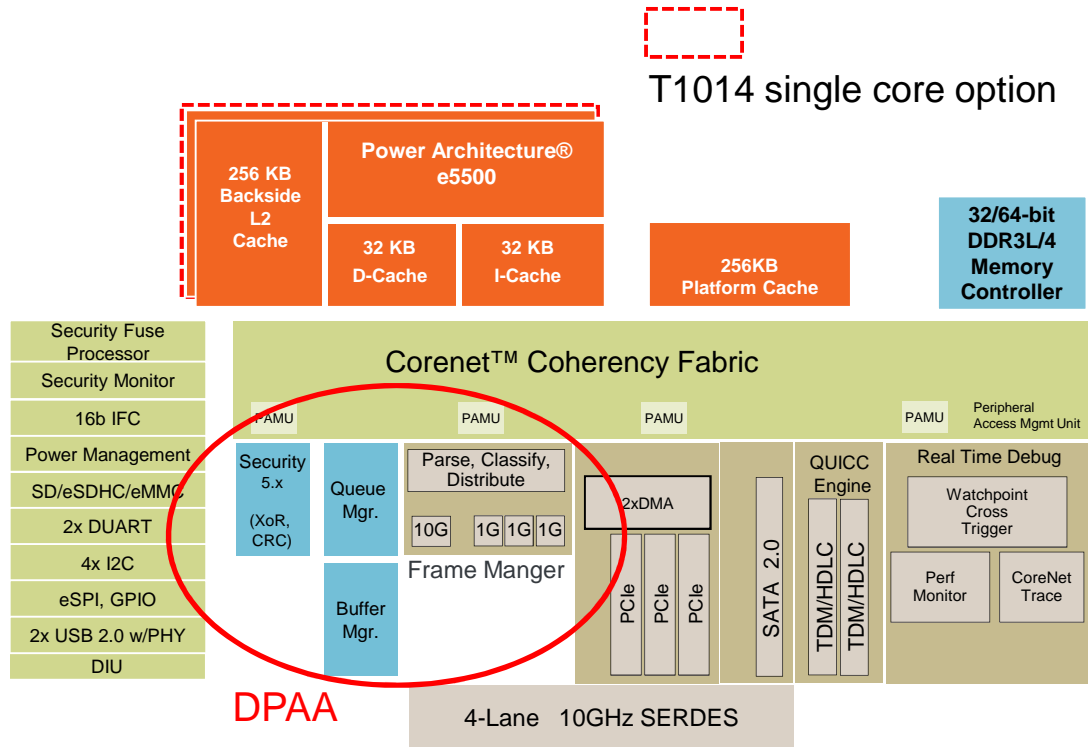 T1014 single core option
Power Architecture®
e5500
256 KB
Backside
L2
Cache
32 KB
D-Cache
32 KB
I-Cache
256KB
Platform Cache
32/64-bit
DDR3L/4
Memory
Controller
Security Fuse
Processor
Security Monitor
16b IFC
Power Management
SD/eSDHC/eMMC
2x DUART
4x I2C
eSPI, GPIO
2x USB 2.0 w/PHY
DIU
Corenet™ Coherency Fabric
PAMU
PAMU
PAMU
PAMU
Peripheral
Access Mgmt Unit
Security
5.x
(XoR,
CRC)
Queue
Mgr.
Buffer
Mgr.
Parse, Classify,
Distribute
10G
1G
1G
1G
Frame Manger
2xDMA
PCIe
PCIe
PCIe
SATA 2.0
QUICC
Engine
TDM/HDLC
TDM/HDLC
Real Time Debug
Watchpoint
Cross
Trigger
Perf
Monitor
CoreNet
Trace
DPAA
4-Lane 10GHz SERDES